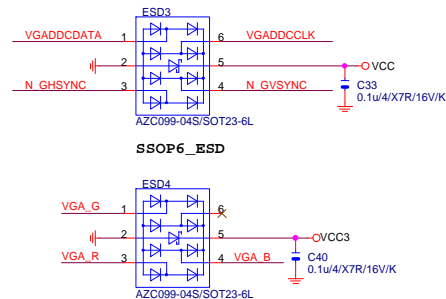 ESD3
VGADDCDATA 1 6 VGADDCCLK
2 5 VCC
N_GHSYNC 3 4 N_GVSYNC
C33
0.1u/4/X7R/16V/K
AZC099-04S/SOT23-6L
SSOP6_ESD
ESD4
VGA_G 1 6
2 5 VCC3
VGA_R 3 4 VGA_B
C40
0.1u/4/X7R/16V/K
AZC099-04S/SOT23-6L